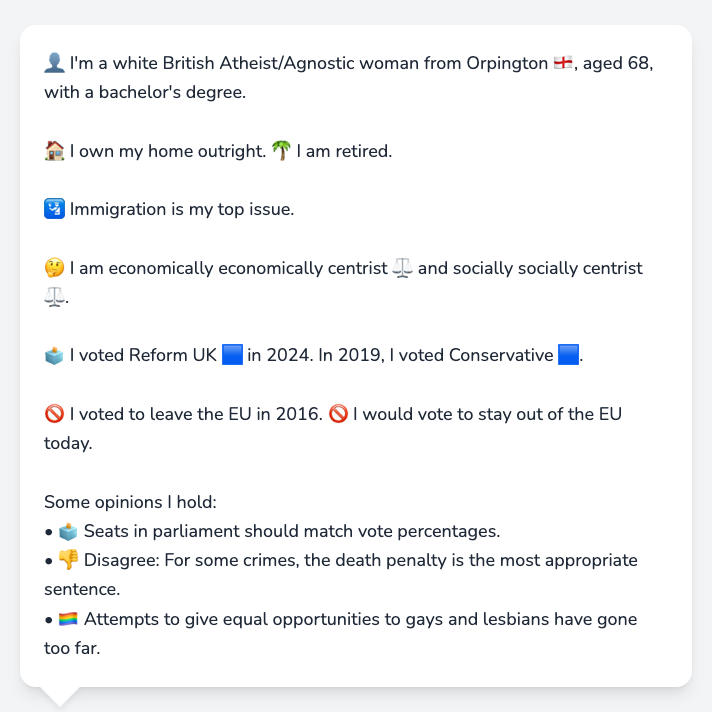 👤 I'm a white British Atheist/Agnostic woman from Orpington 🏴󠁧󠁢󠁥󠁮󠁧󠁿, aged 68,
with a bachelor's degree.
🏠 I own my home outright. 🌴 I am retired.
🛂 Immigration is my top issue.
🤔 I am economically economically centrist ⚖️ and socially socially centrist
⚖️.
🗳️ I voted Reform UK 🟦 in 2024. In 2019, I voted Conservative 🟦.
🚫 I voted to leave the EU in 2016. 🚫 I would vote to stay out of the EU
today.
Some opinions I hold:
• 🗳️ Seats in parliament should match vote percentages.
• 👎 Disagree: For some crimes, the death penalty is the most appropriate
sentence.
• 🏳️‍🌈 Attempts to give equal opportunities to gays and lesbians have gone
too far.